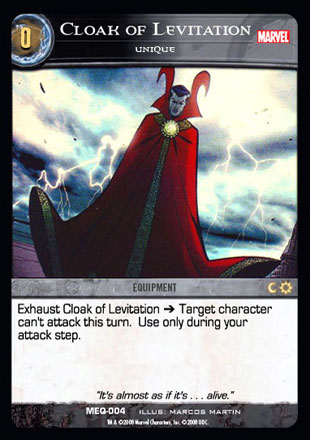 0
CLOAK OF LEVITATION
MARVEL
UNIQUE
EQUIPMENT
Exhaust Cloak of Levitation ➔ Target character
can't attack this turn. Use only during your
attack step.
"It's almost as if it's . . . alive."
MEQ-004 ILLUS: MARCOS MARTIN
TM & ©2008 Marvel Characters, Inc. ©2008 UDC.